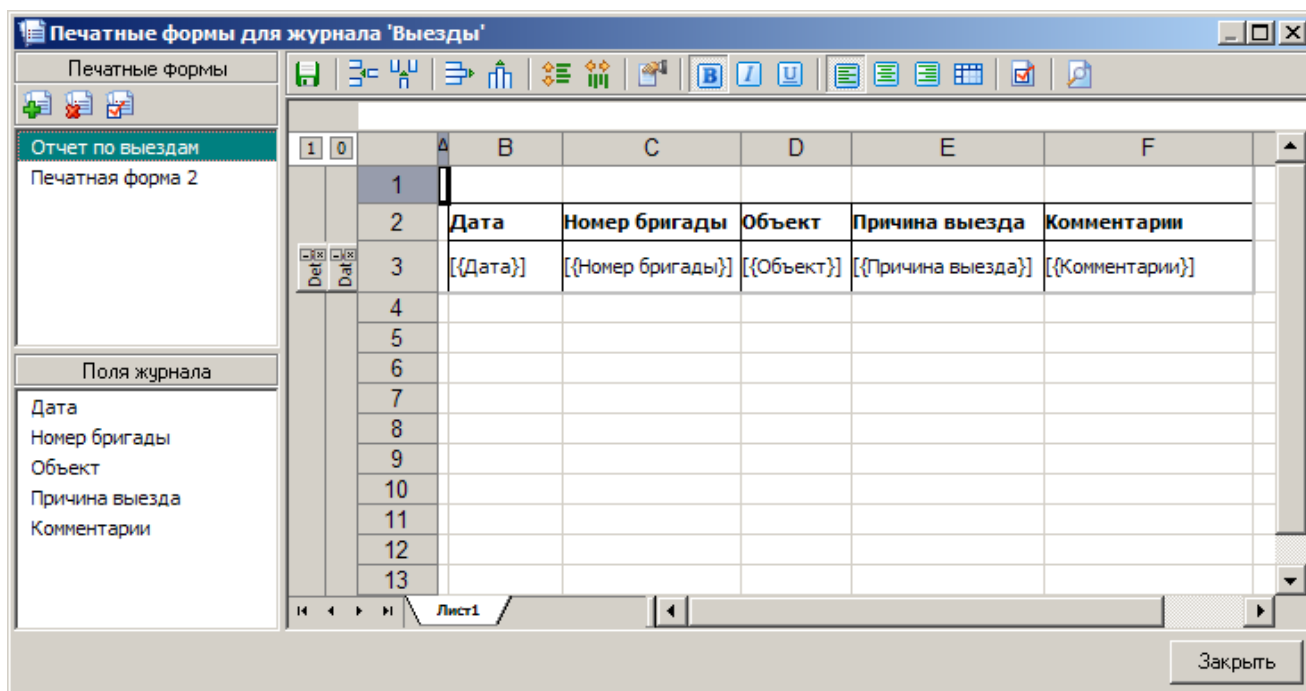 Печатные формы для журнала 'Выезды'
Печатные формы
B I U
Отчет по выездам
Печатная форма 2
1 0 A B C D E F
1
2 Дата Номер бригады Объект Причина выезда Комментарии
Det Dat 3 [{Дата}] [{Номер бригады}] [{Объект}] [{Причина выезда}] [{Комментарии}]
4
5
6
7
8
9
10
11
12
13
Поля журнала
Дата
Номер бригады
Объект
Причина выезда
Комментарии
Лист1
Закрыть